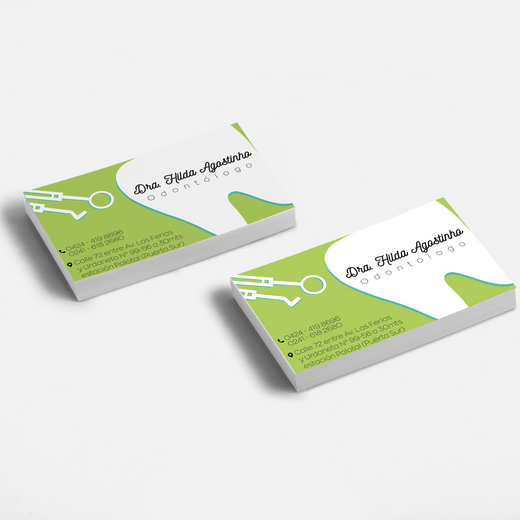 Dra. Hilda Agostinho
Odontólogo
0424 - 419 8696
0241 - 618 2680
Calle 72 entre Av. Las Ferias
y Urdaneta N° 99-56 a 30mts
estación Palotal (Puerta Sur)
Dra. Hilda Agostinho
Odontólogo
0424 - 419 8696
0241 - 618 2680
Calle 72 entre Av. Las Ferias
y Urdaneta N° 99-56 a 30mts
estación Palotal (Puerta Sur)